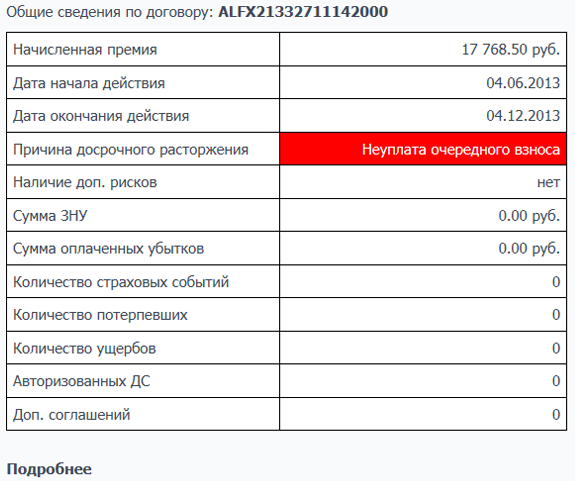 Общие сведения по договору: ALFX21332711142000
Начисленная премия 17 768.50 руб.
Дата начала действия 04.06.2013
Дата окончания действия 04.12.2013
Причина досрочного расторжения Неуплата очередного взноса
Наличие доп. рисков нет
Сумма ЗНУ 0.00 руб.
Сумма оплаченных убытков 0.00 руб.
Количество страховых событий 0
Количество потерпевших 0
Количество ущербов 0
Авторизованных ДС 0
Доп. соглашений 0
Подробнее